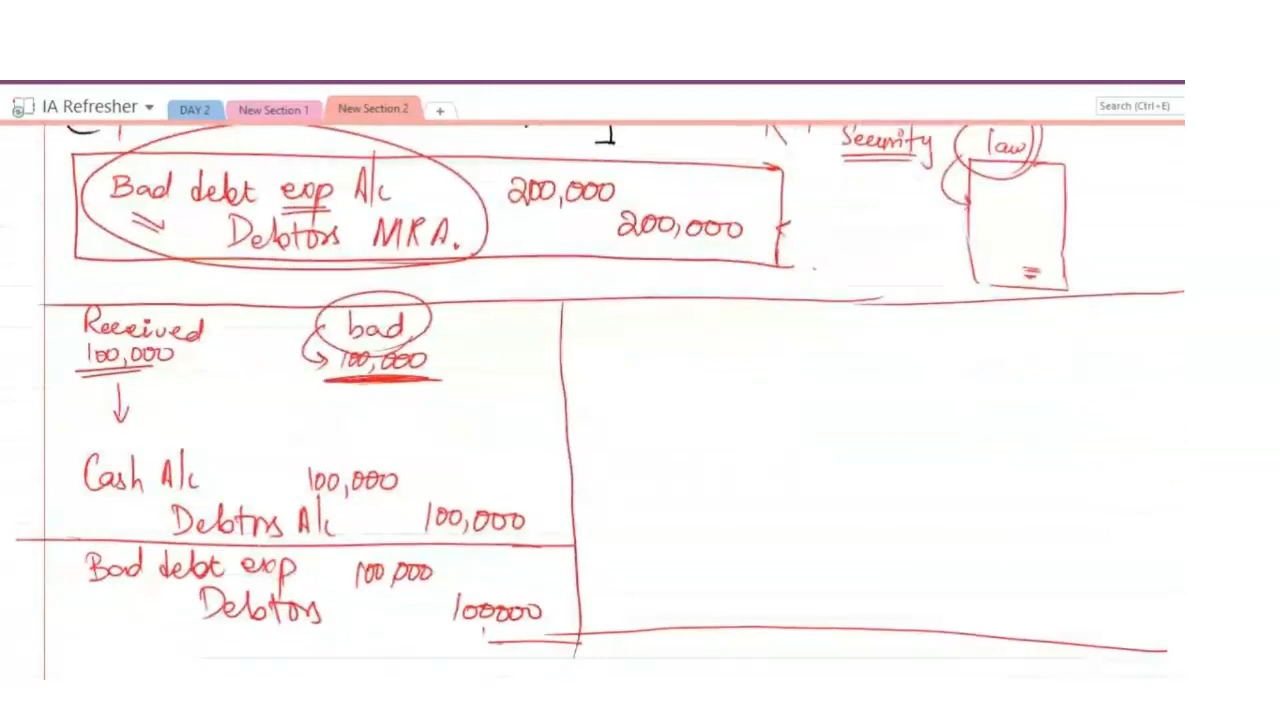 IA Refresher
DAY 2
New Section 1
New Section 2
+
Search (Ctrl+E)
Security law
Bad debt exp A/c 200,000
Debtors MRA. 200,000
Received bad
100,000 100,000
Cash A/c 100,000
Debtors A/c 100,000
Bad debt exp 100,000
Debtors 100000